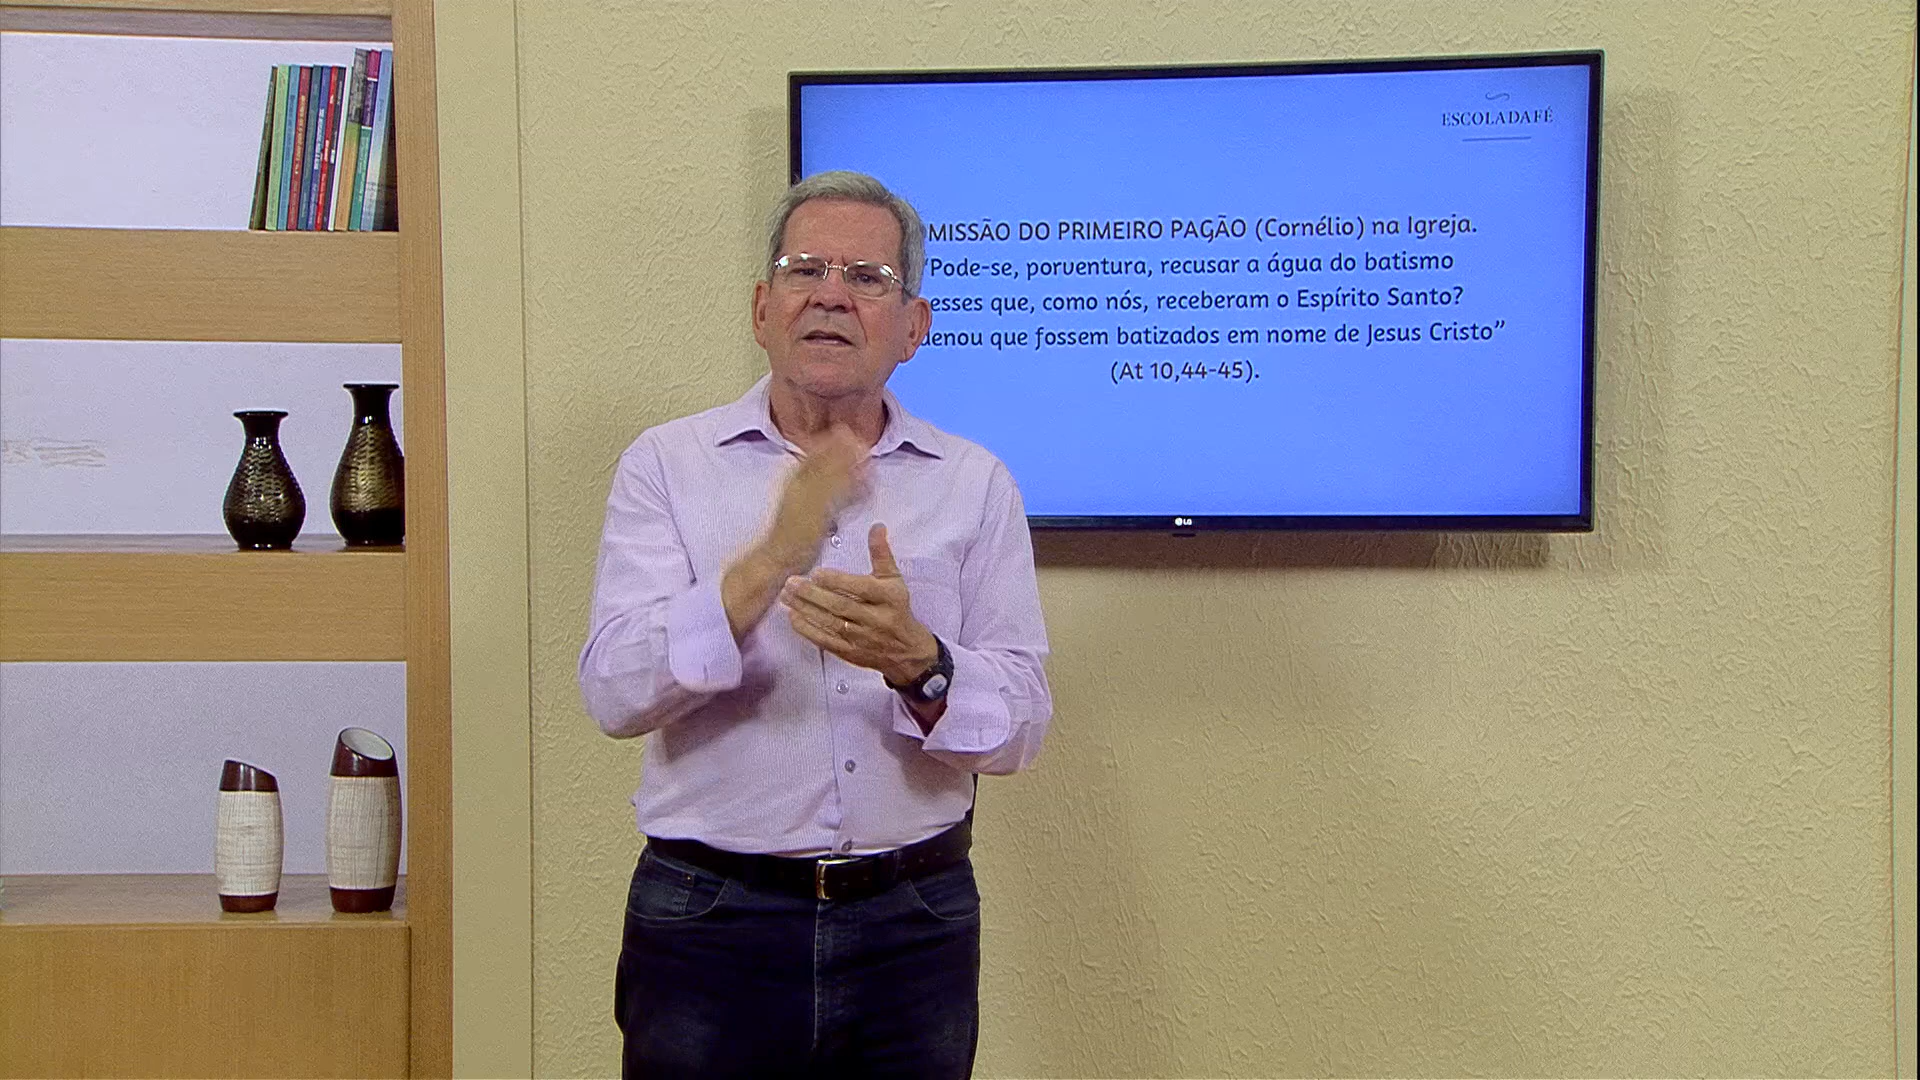 ESCOLADAFÉ
MISSÃO DO PRIMEIRO PAGÃO (Cornélio) na Igreja.
“Pode-se, porventura, recusar a água do batismo
esses que, como nós, receberam o Espírito Santo?
denou que fossem batizados em nome de Jesus Cristo”
(At 10,44-45).
LG